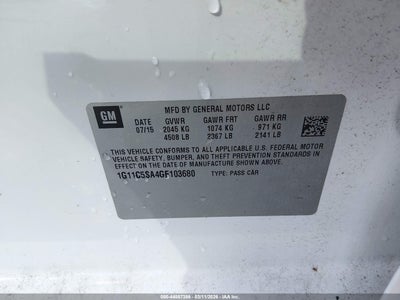 GM
MFD BY GENERAL MOTORS LLC
DATE GVWR GAWR FRT GAWR RR
07/15 2045 KG 1074 KG 971 KG
4508 LB 2367 LB 2141 LB
THIS VEHICLE CONFORMS TO ALL APPLICABLE U.S. FEDERAL MOTOR
VEHICLE SAFETY, BUMPER, AND THEFT PREVENTION STANDARDS
IN EFFECT ON THE DATE OF MANUFACTURE SHOWN ABOVE.
1G11C5SA4GF103680 TYPE: PASS CAR